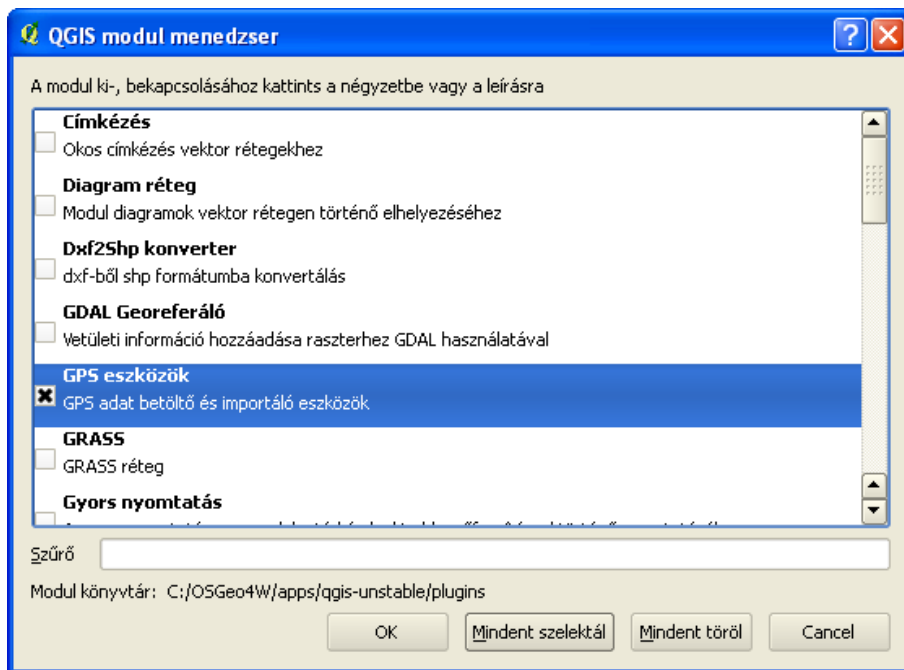 QGIS modul menedzser
A modul ki-, bekapcsolásához kattints a négyzetbe vagy a leírásra
Címkézés
Okos címkézés vektor rétegekhez
Diagram réteg
Modul diagramok vektor rétegen történő elhelyezéséhez
Dxf2Shp konverter
dxf-ből shp formátumba konvertálás
GDAL Georeferáló
Vetületi információ hozzáadása raszterhez GDAL használatával
GPS eszközök
GPS adat betöltő és importáló eszközök
GRASS
GRASS réteg
Gyors nyomtatás
Szűrő
Modul könyvtár: C:/OSGeo4W/apps/qgis-unstable/plugins
OK Mindent szelektál Mindent töröl Cancel